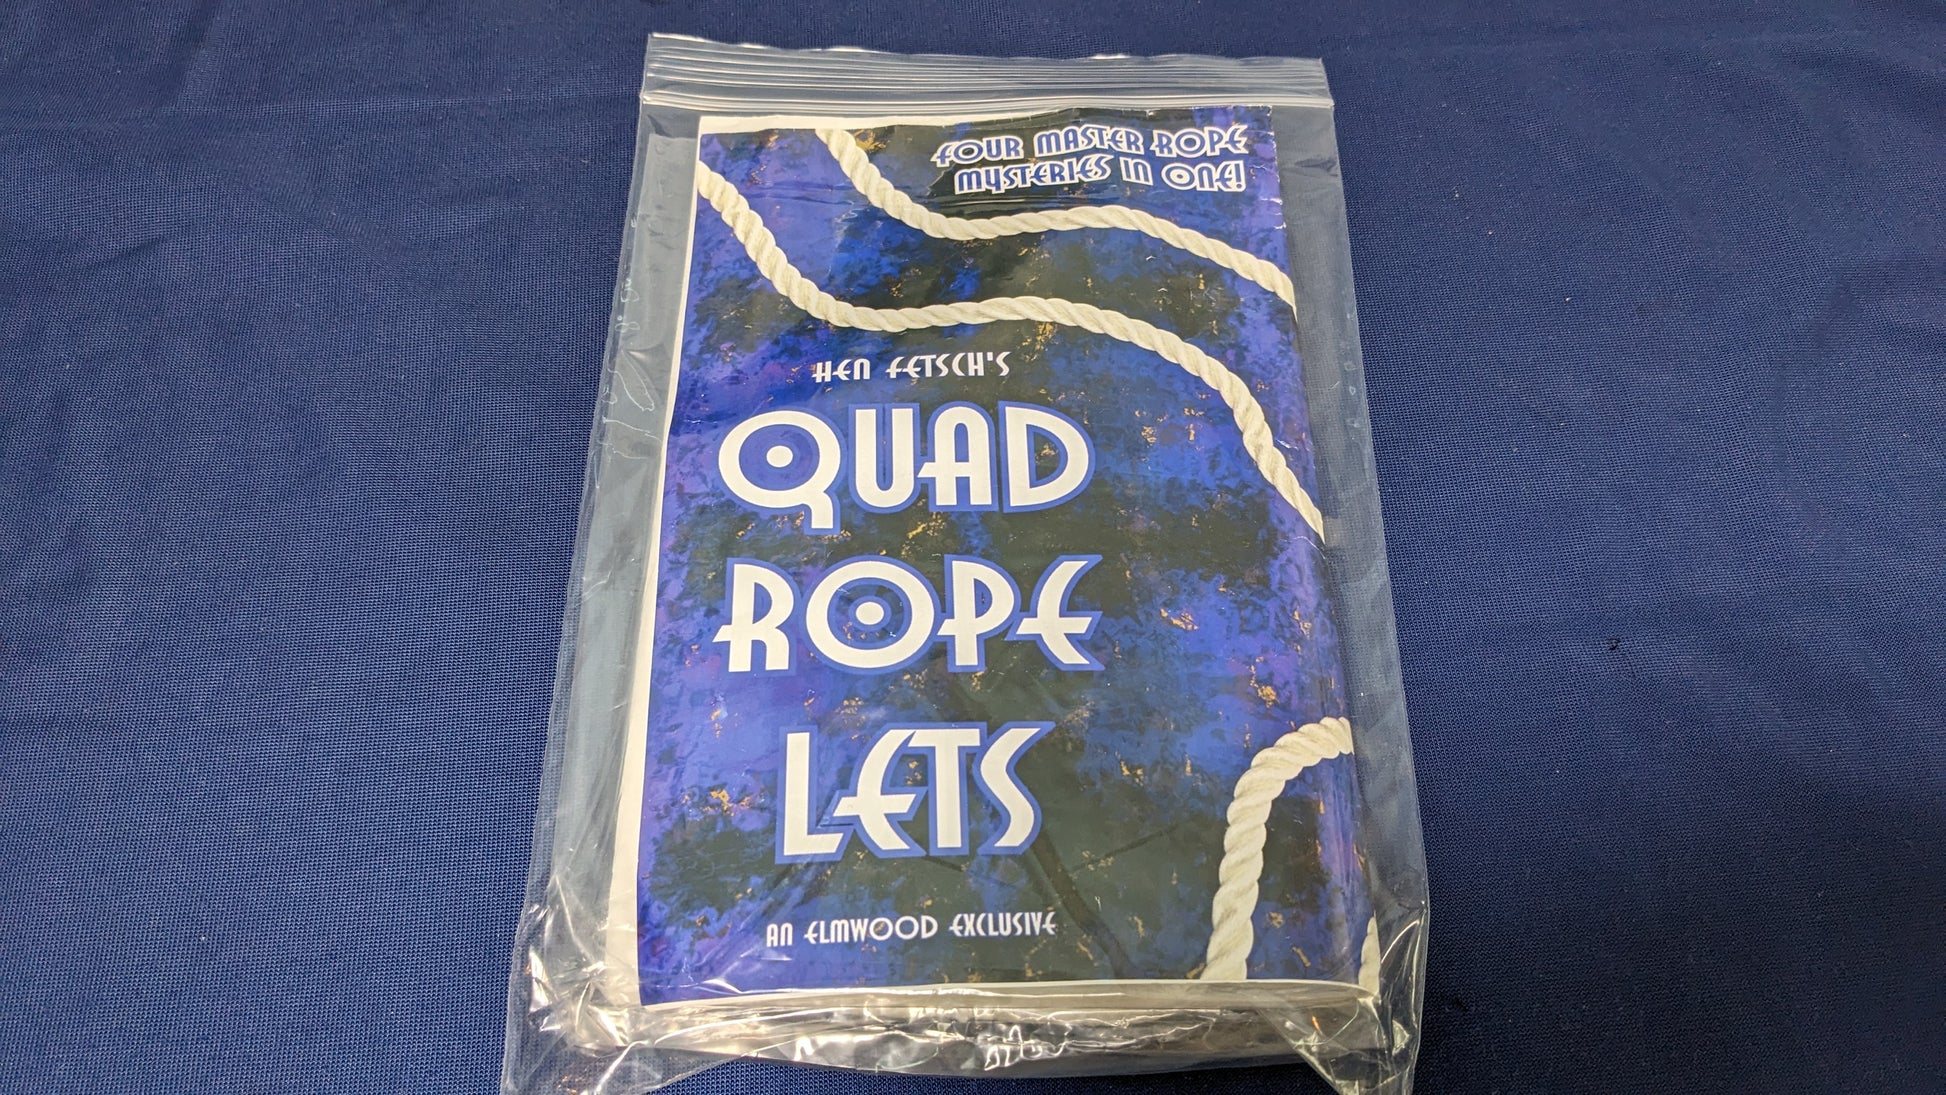 FOUR MASTER ROPE
MYSTERIES IN ONE!
HEN FETSCH'S
QUAD
ROPE
LETS
AN ELMWOOD EXCLUSIVE